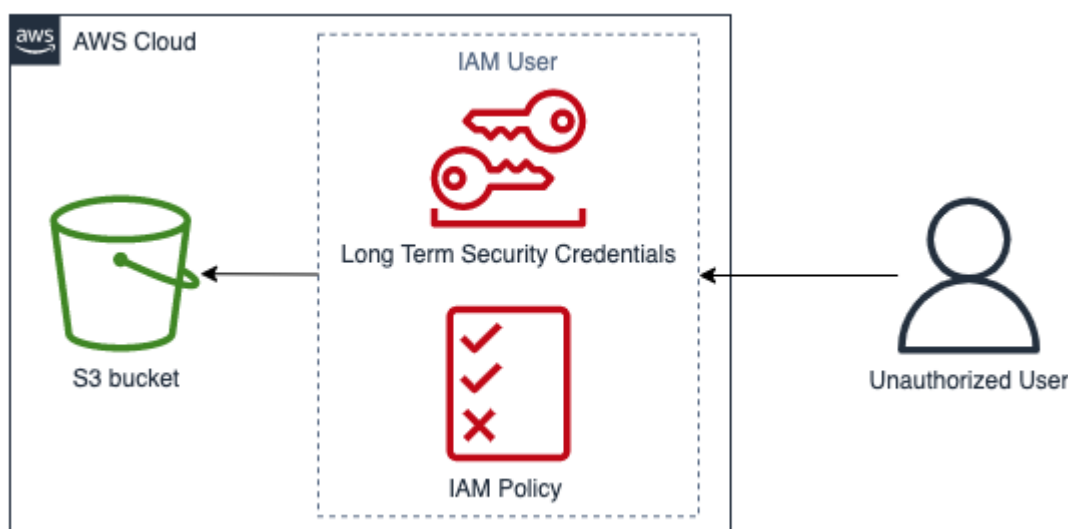 aws
AWS Cloud
IAM User
Long Term Security Credentials
S3 bucket
IAM Policy
Unauthorized User